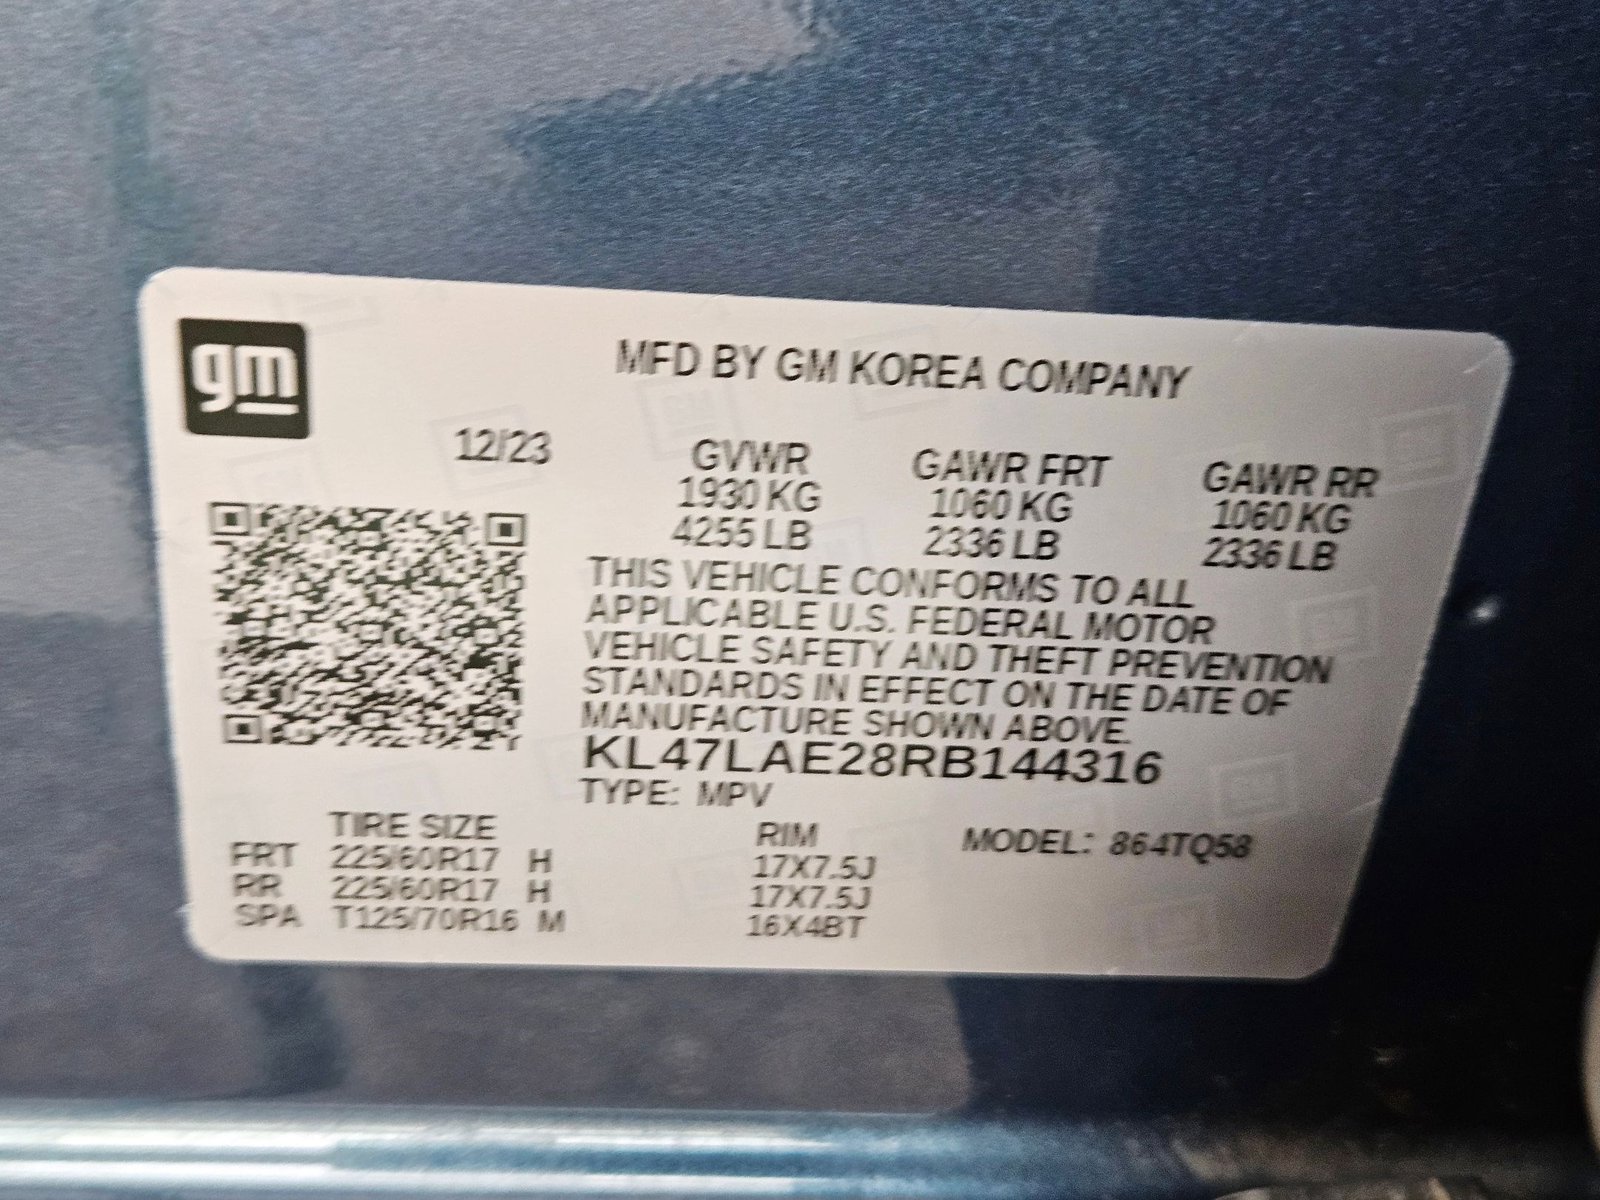 gm
MFD BY GM KOREA COMPANY
12/23
GVWR GAWR FRT GAWR RR
1930 KG 1060 KG 1060 KG
4255 LB 2336 LB 2336 LB
THIS VEHICLE CONFORMS TO ALL
APPLICABLE U.S. FEDERAL MOTOR
VEHICLE SAFETY AND THEFT PREVENTION
STANDARDS IN EFFECT ON THE DATE OF
MANUFACTURE SHOWN ABOVE.
KL47LAE28RB144316
TYPE: MPV
TIRE SIZE RIM MODEL: 864TQ58
FRT 225/60R17 H 17X7.5J
RR 225/60R17 H 17X7.5J
SPA T125/70R16 M 16X4BT